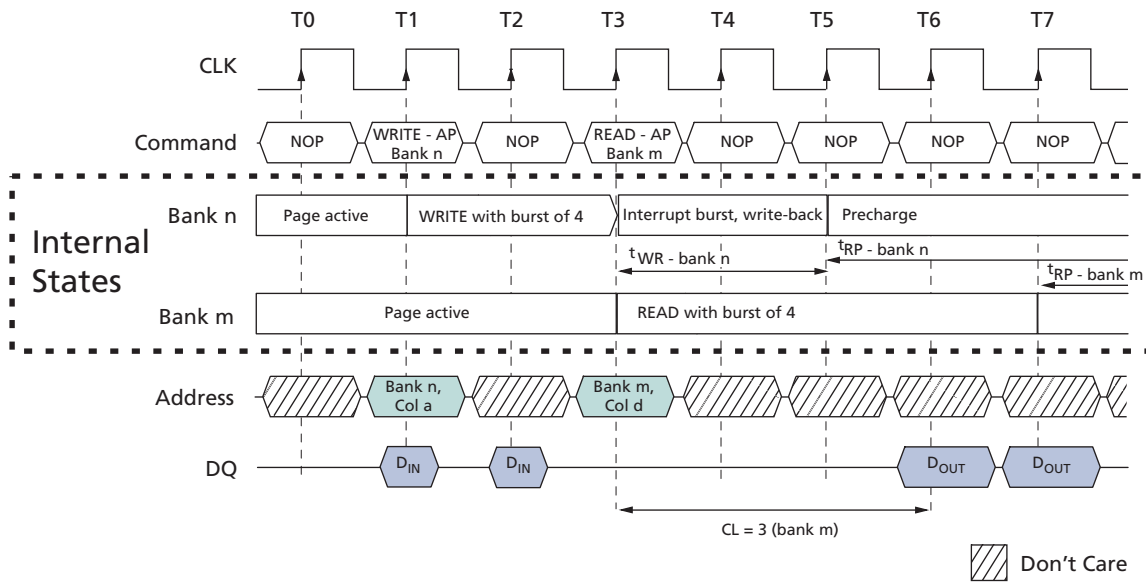 T0 T1 T2 T3 T4 T5 T6 T7
CLK
Command NOP WRITE - AP NOP READ - AP NOP NOP NOP NOP
Bank n Bank m
Bank n Page active WRITE with burst of 4 Interrupt burst, write-back Precharge
Internal
States
tWR - bank n tRP - bank n
tRP - bank m
Bank m Page active READ with burst of 4
Address Bank n, Bank m,
Col a Col d
DQ DIN DIN DOUT DOUT
CL = 3 (bank m)
Don't Care